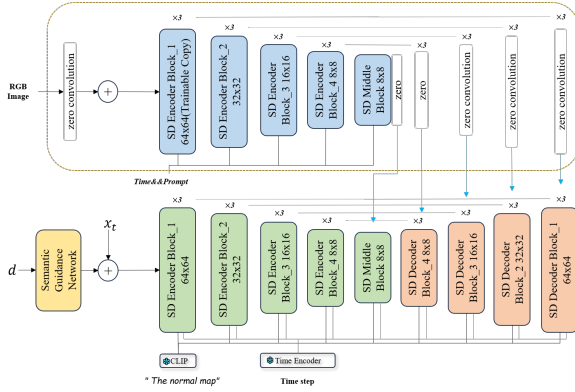 ×3 ×3
×3 ×3
×3 ×3
×3 ×3
RGB
Image
zero convolution
+
SD Encoder Block_1
64x64(Trainable Copy)
SD Encoder Block_2
32x32
SD Encoder
Block_3 16x16
SD Encoder
Block_4 8x8
SD Middle
Block 8x8
zero
zero
zero convolution
zero convolution
zero convolution
Time&&Prompt
×3 ×3
×3 ×3
×3 ×3
×3 ×3
d
Semantic
Guidance
Network
x_t
+
SD Encoder Block_1
64x64
SD Encoder Block_2
32x32
SD Encoder
Block_3 16x16
SD Encoder
Block_4 8x8
SD Middle
Block 8x8
SD Decoder
Block_4 8x8
SD Decoder
Block_3 16x16
SD Decoder
Block_2 32x32
SD Decoder Block_1
64x64
CLIP
Time Encoder
" The normal map"
Time step